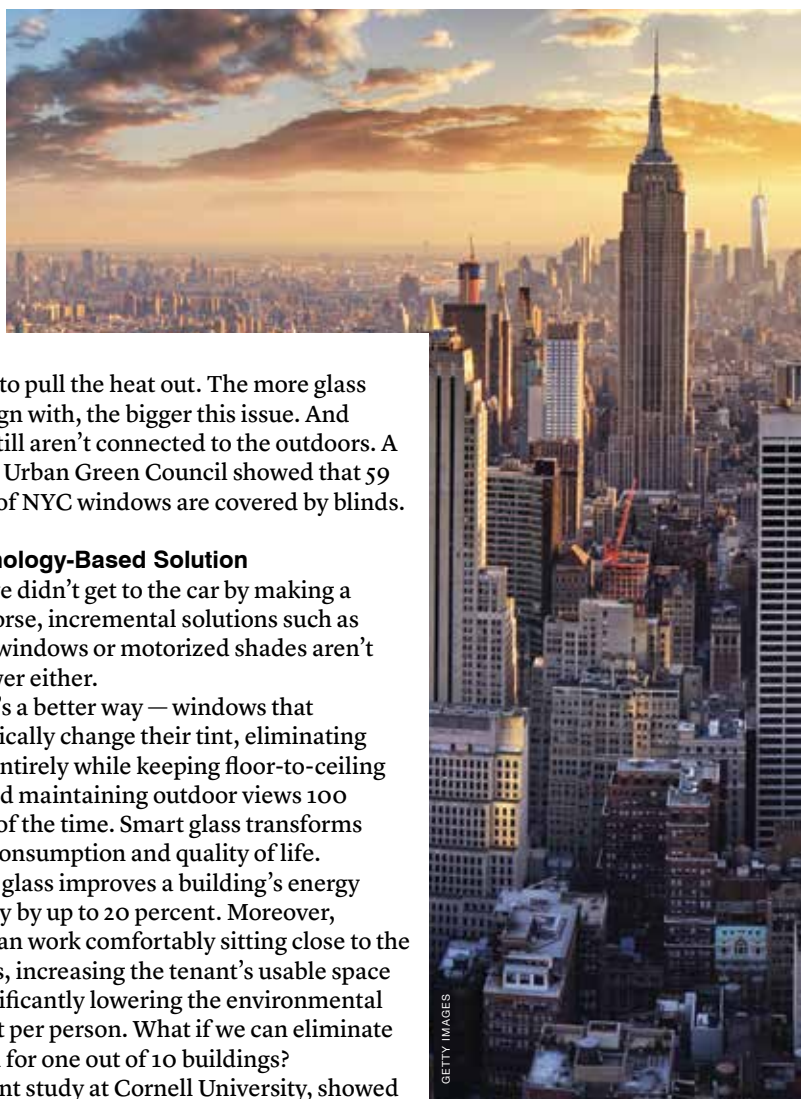 to pull the heat out. The more glass
gn with, the bigger this issue. And
till aren't connected to the outdoors. A
Urban Green Council showed that 59
of NYC windows are covered by blinds.
nology-Based Solution
e didn't get to the car by making a
orse, incremental solutions such as
windows or motorized shades aren't
ver either.
's a better way — windows that
ically change their tint, eliminating
ntirely while keeping floor-to-ceiling
d maintaining outdoor views 100
of the time. Smart glass transforms
onsumption and quality of life.
glass improves a building's energy
y by up to 20 percent. Moreover,
an work comfortably sitting close to the
s, increasing the tenant's usable space
ificantly lowering the environmental
t per person. What if we can eliminate
for one out of 10 buildings?
nt study at Cornell University, showed
GETTY IMAGES